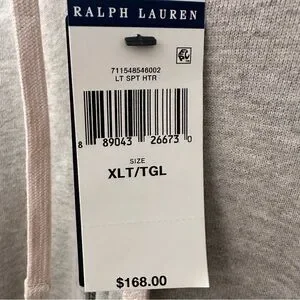 RALPH LAUREN
711548546002
LT SPT HTR
8 89043 26673 0
SIZE
XLT/TGL
$168.00